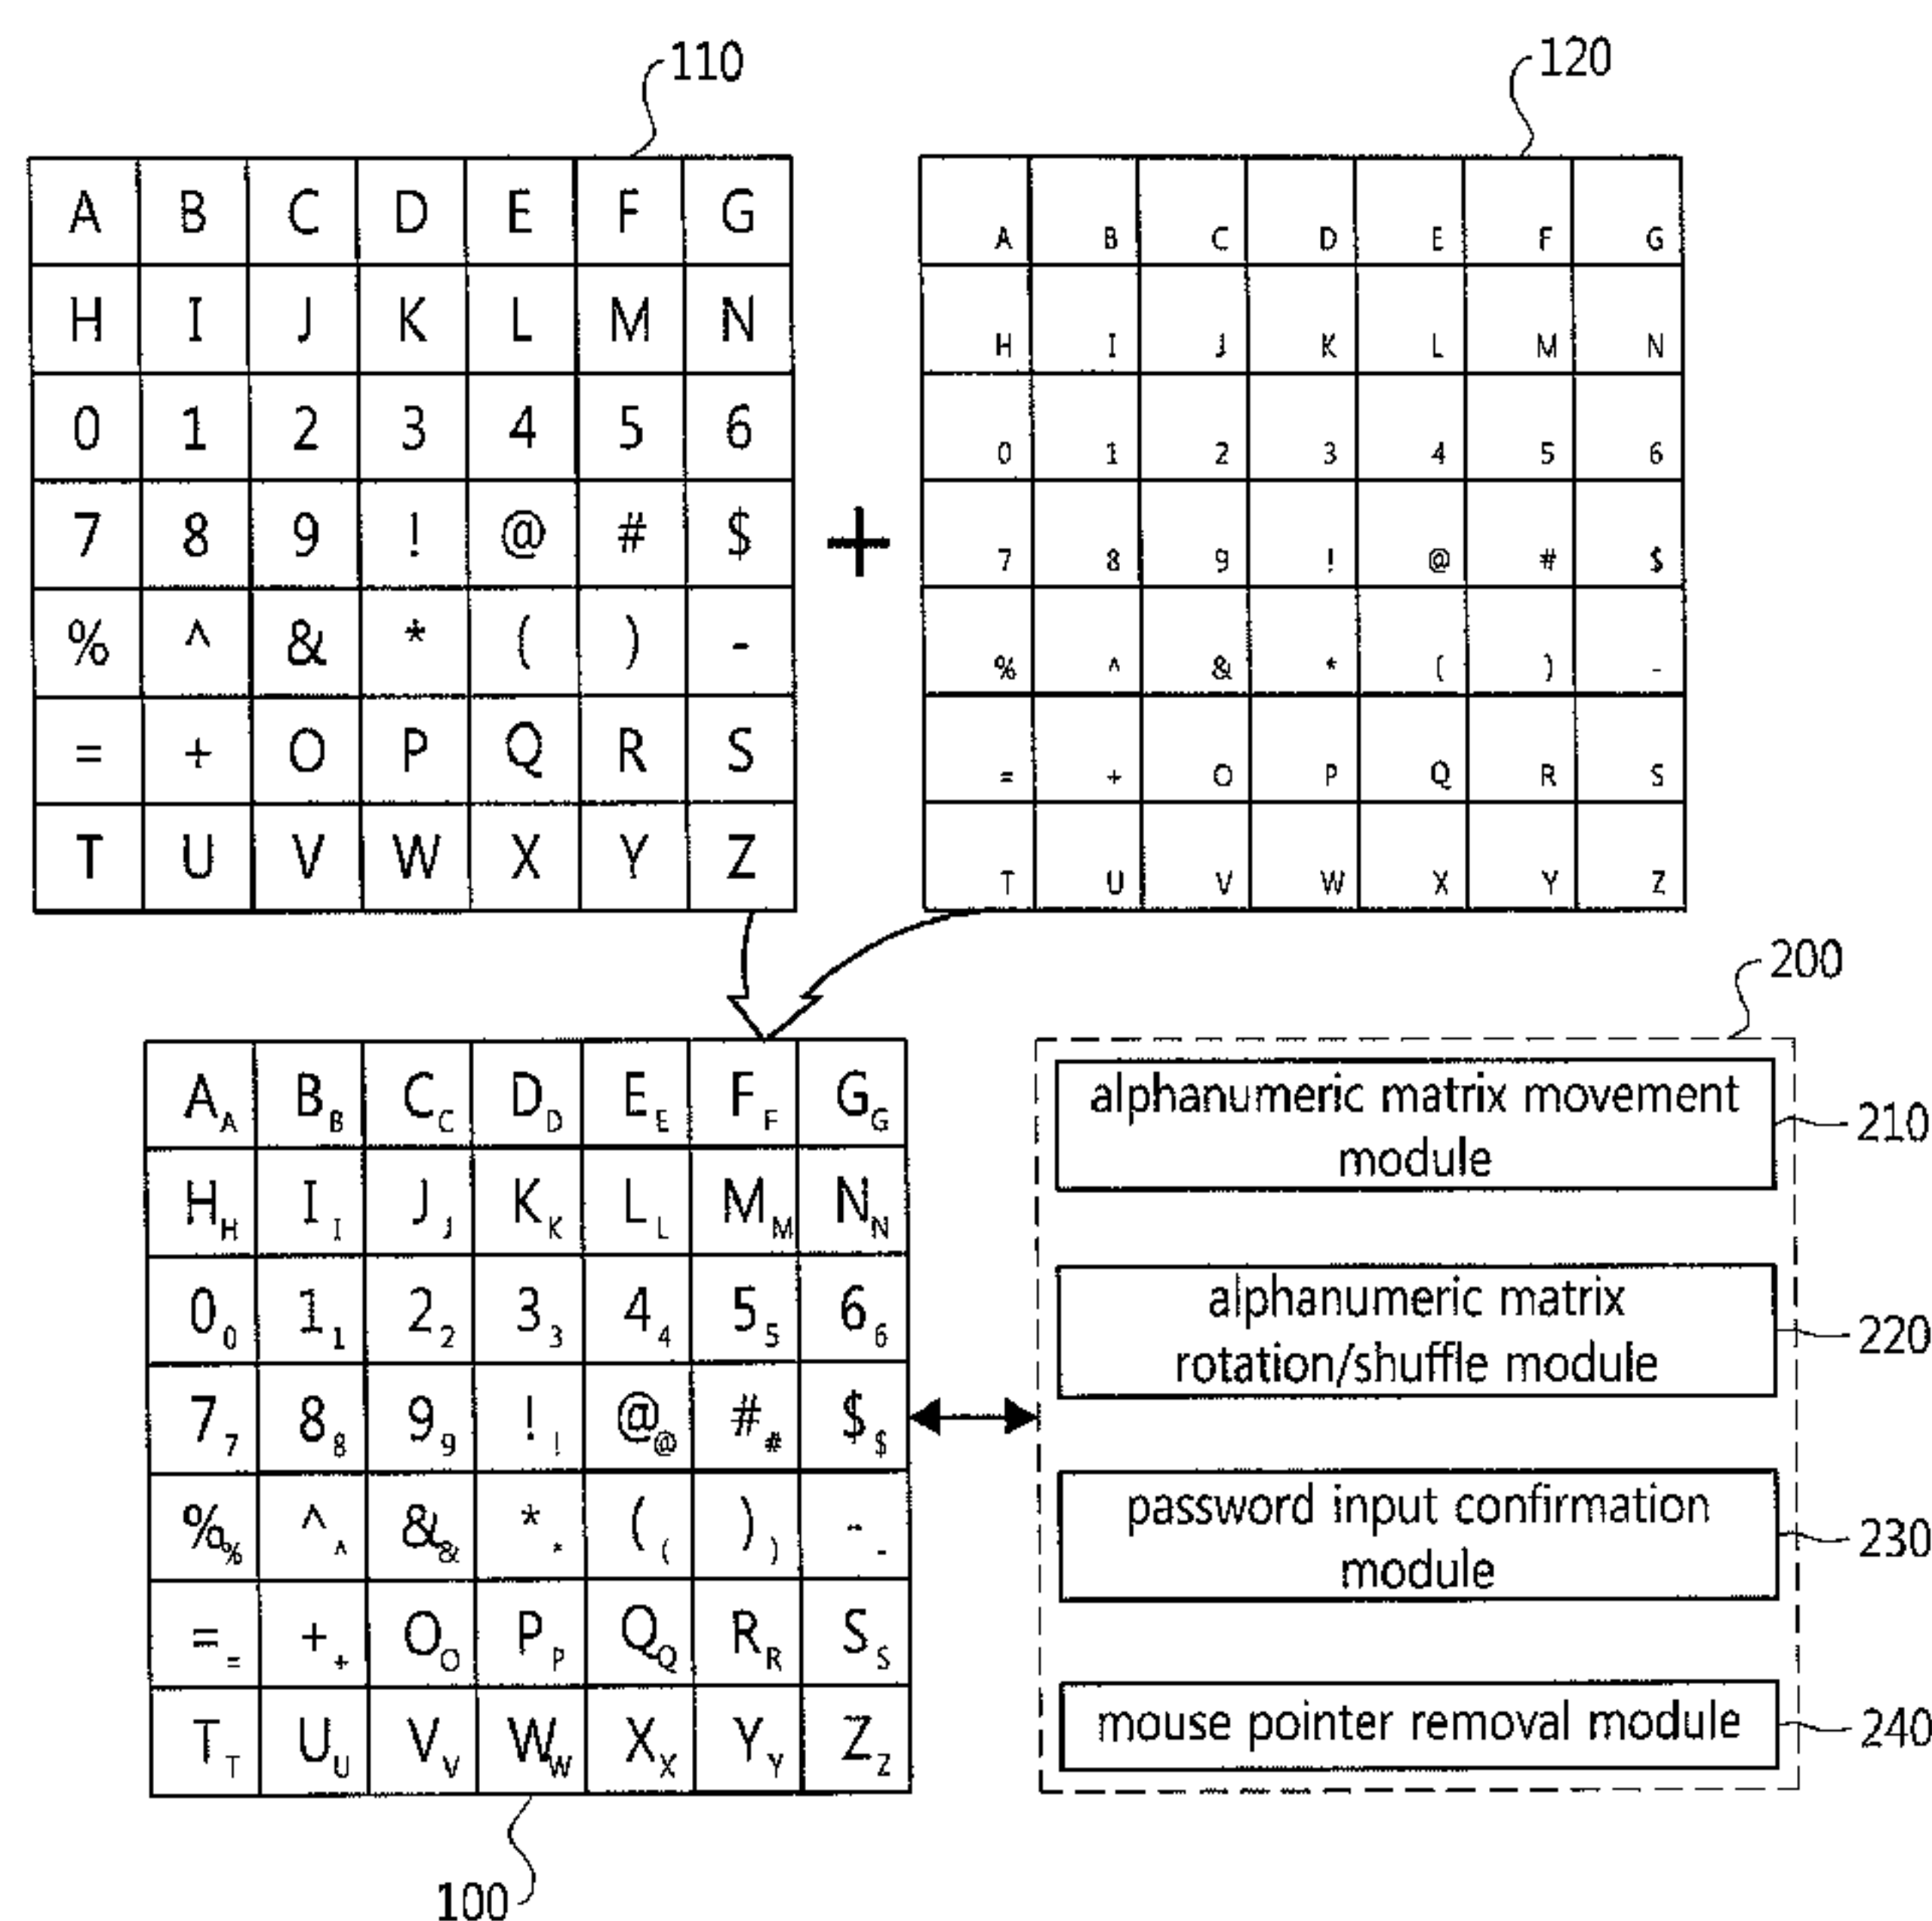 110
120
A B C D E F G
H I J K L M N
0 1 2 3 4 5 6
7 8 9 ! @ # $
% ^ & * ( ) -
= + O P Q R S
T U V W X Y Z
+
A B C D E F G
H I J K L M N
0 1 2 3 4 5 6
7 8 9 ! @ # $
% ^ & * ( ) -
= + O P Q R S
T U V W X Y Z
A A B B C C D D E E F F G G
H H I I J J K K L L M M N N
0 0 1 1 2 2 3 3 4 4 5 5 6 6
7 7 8 8 9 9 ! ! @ @ # # $ $
% % ^ ^ & & * * ( ( ) ) - -
= = + + O O P P Q Q R R S S
T T U U V V W W X X Y Y Z Z
100
200
alphanumeric matrix movement
module
210
alphanumeric matrix
rotation/shuffle module
220
password input confirmation
module
230
mouse pointer removal module
240